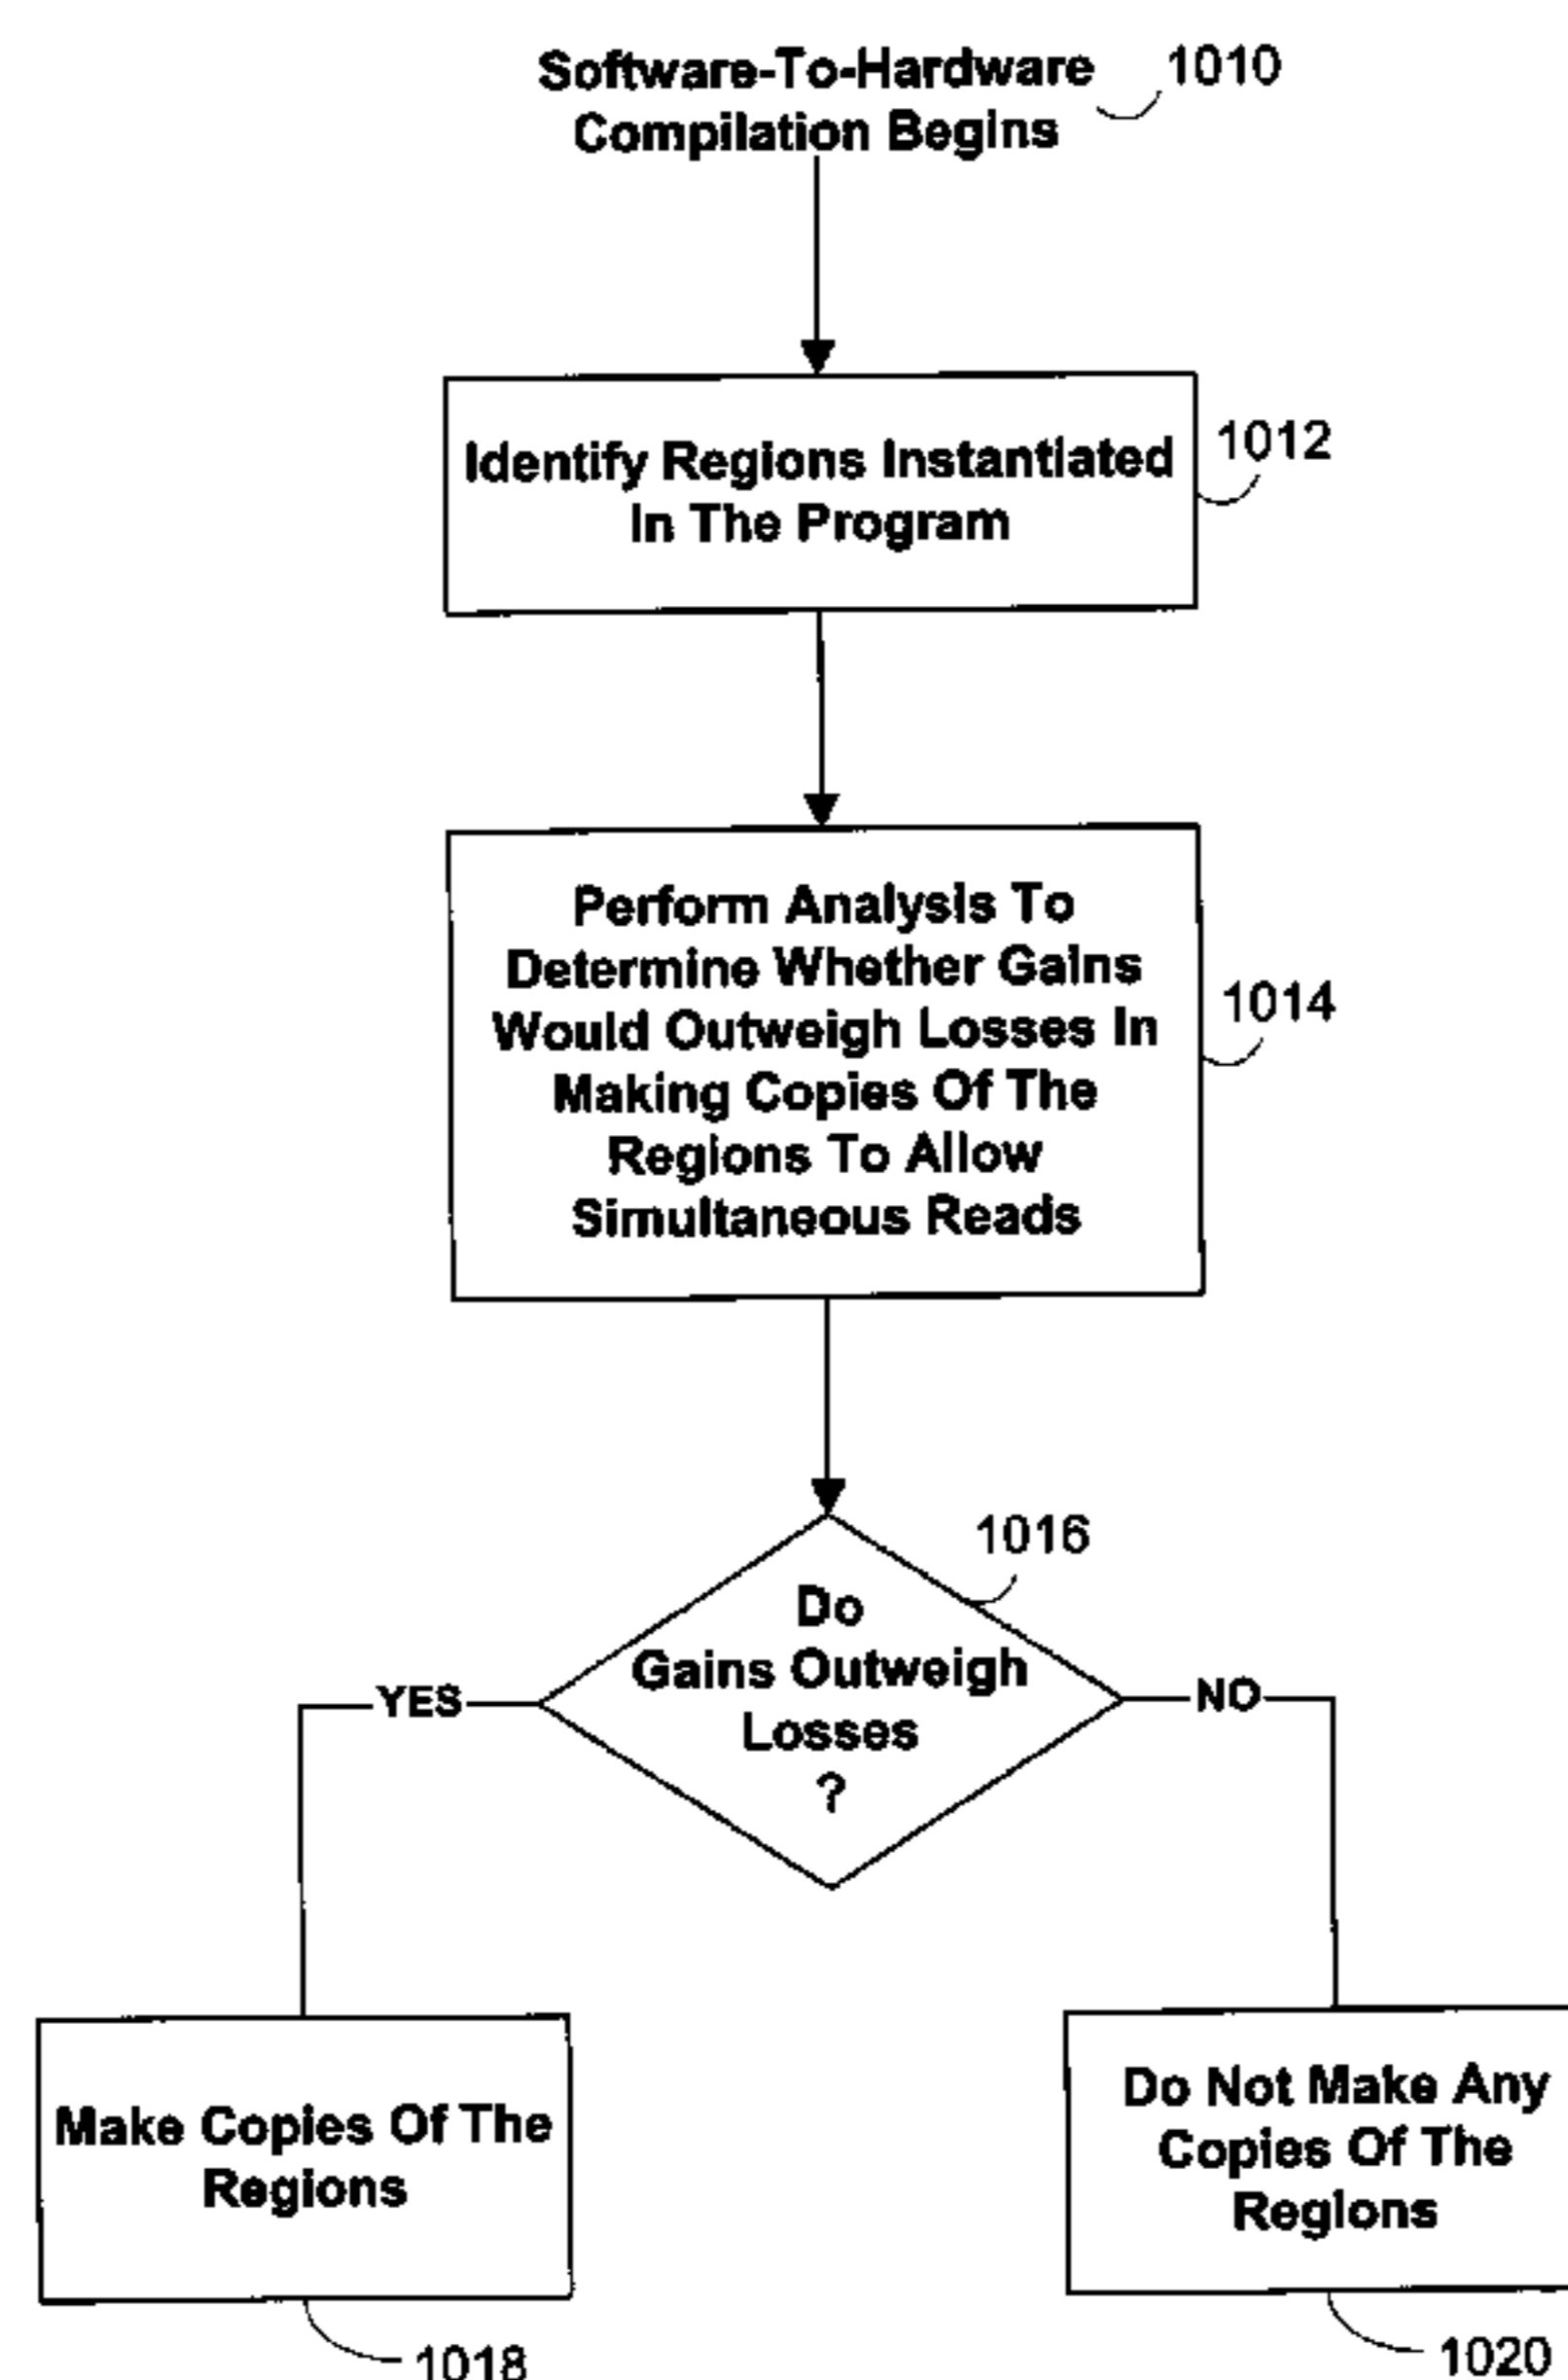 Software-To-Hardware
Compilation Begins
1010
Identify Regions Instantiated
In The Program
1012
Perform Analysis To
Determine Whether Gains
Would Outweigh Losses In
Making Copies Of The
Regions To Allow
Simultaneous Reads
1014
Do
Gains Outweigh
Losses
?
1016
YES
NO
Make Copies Of The
Regions
1018
Do Not Make Any
Copies Of The
Regions
1020